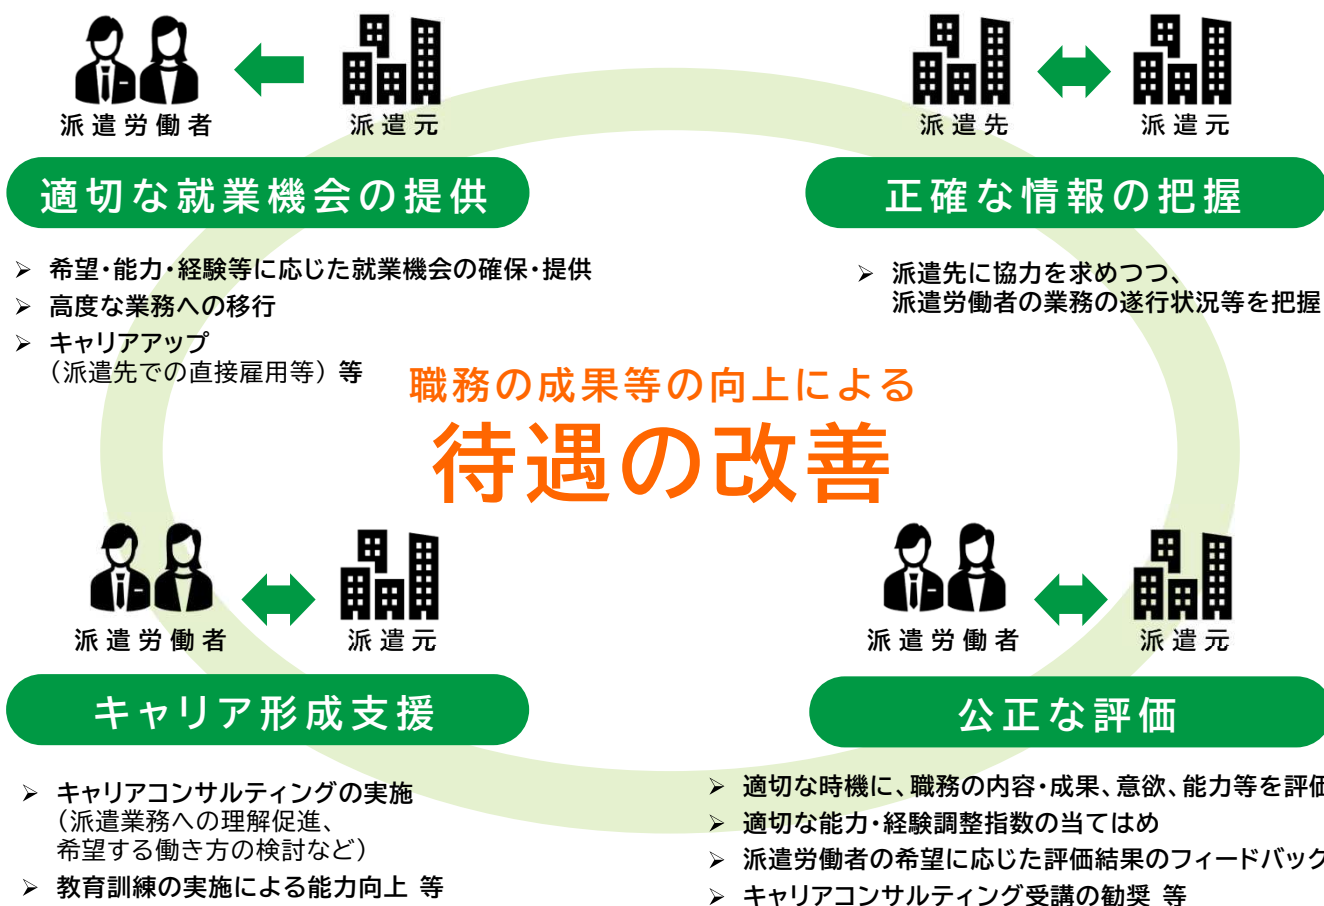 派遣労働者
派遣元
適切な就業機会の提供
➢ 希望・能力・経験等に応じた就業機会の確保・提供
➢ 高度な業務への移行
➢ キャリアアップ
（派遣先での直接雇用等）等
派遣先
派遣元
正確な情報の把握
➢ 派遣先に協力を求めつつ、
派遣労働者の業務の遂行状況等を把握
職務の成果等の向上による
待遇の改善
派遣労働者
派遣元
キャリア形成支援
➢ キャリアコンサルティングの実施
（派遣業務への理解促進、
希望する働き方の検討など）
➢ 教育訓練の実施による能力向上 等
派遣労働者
派遣元
公正な評価
➢ 適切な時機に、職務の内容・成果、意欲、能力等を評価
➢ 適切な能力・経験調整指数の当てはめ
➢ 派遣労働者の希望に応じた評価結果のフィードバック
➢ キャリアコンサルティング受講の勧奨 等